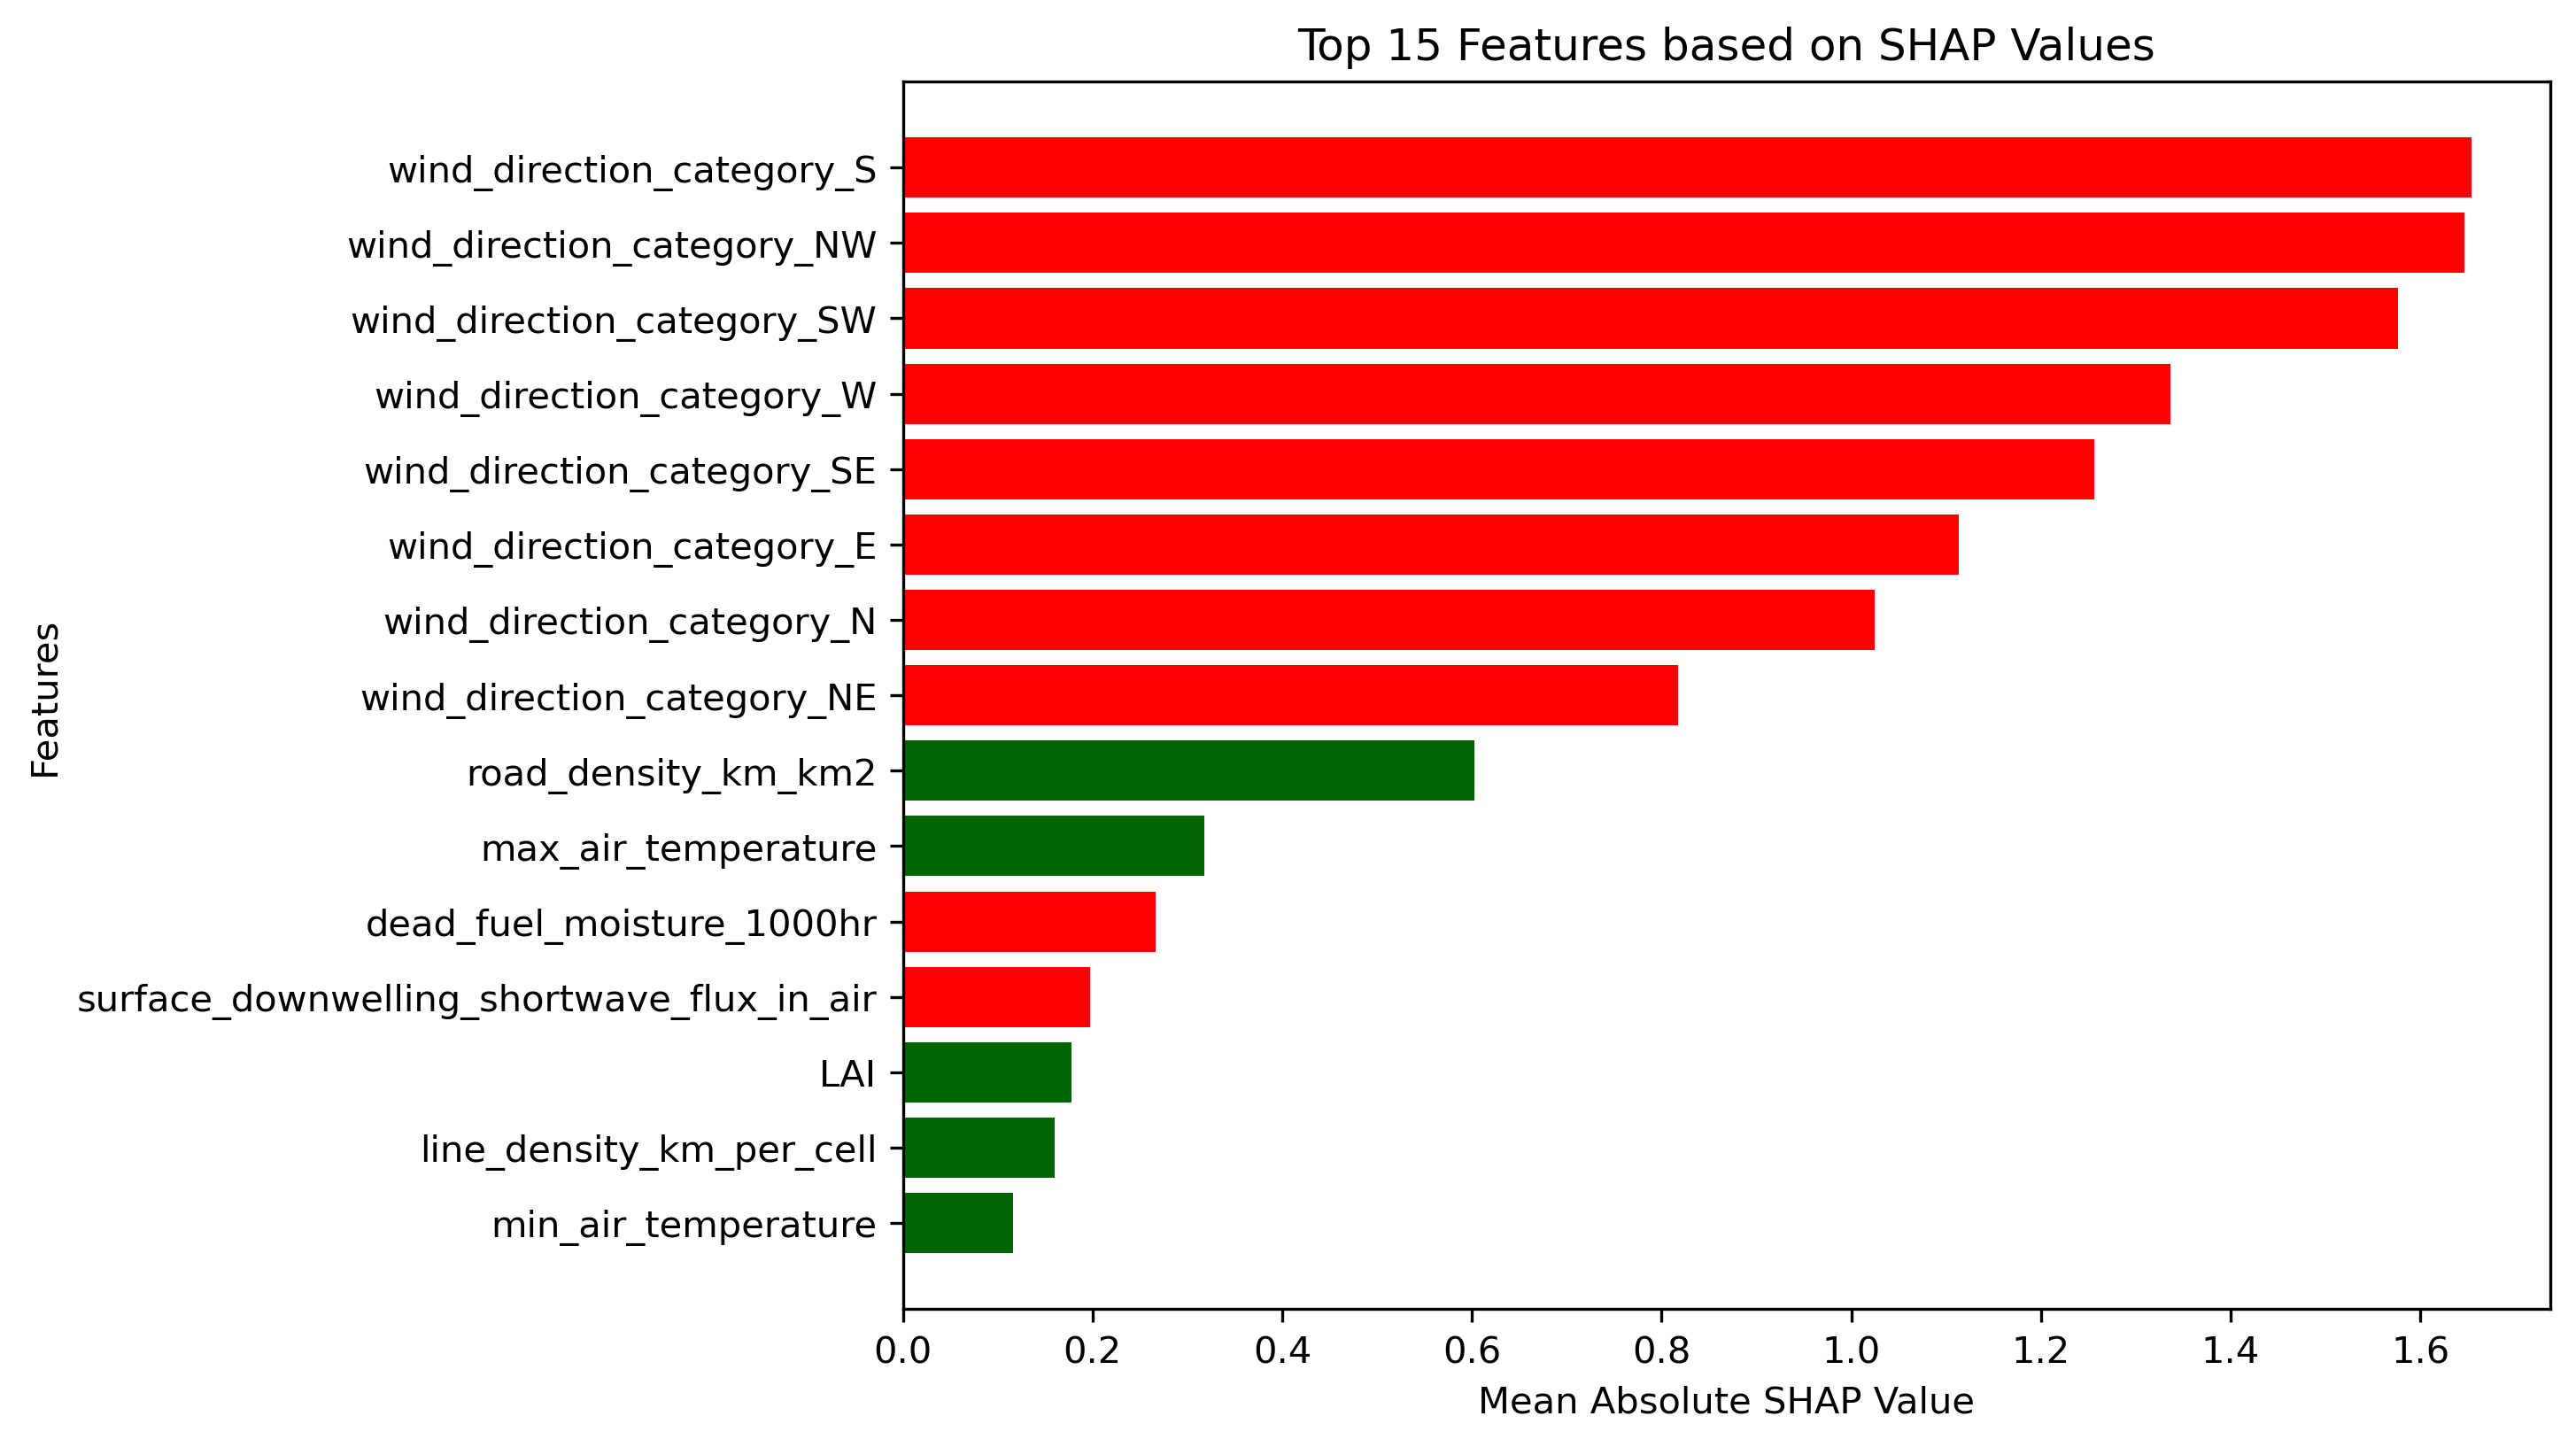 Top 15 Features based on SHAP Values
Features
wind_direction_category_S
wind_direction_category_NW
wind_direction_category_SW
wind_direction_category_W
wind_direction_category_SE
wind_direction_category_E
wind_direction_category_N
wind_direction_category_NE
road_density_km_km2
max_air_temperature
dead_fuel_moisture_1000hr
surface_downwelling_shortwave_flux_in_air
LAI
line_density_km_per_cell
min_air_temperature
0.0 0.2 0.4 0.6 0.8 1.0 1.2 1.4 1.6
Mean Absolute SHAP Value